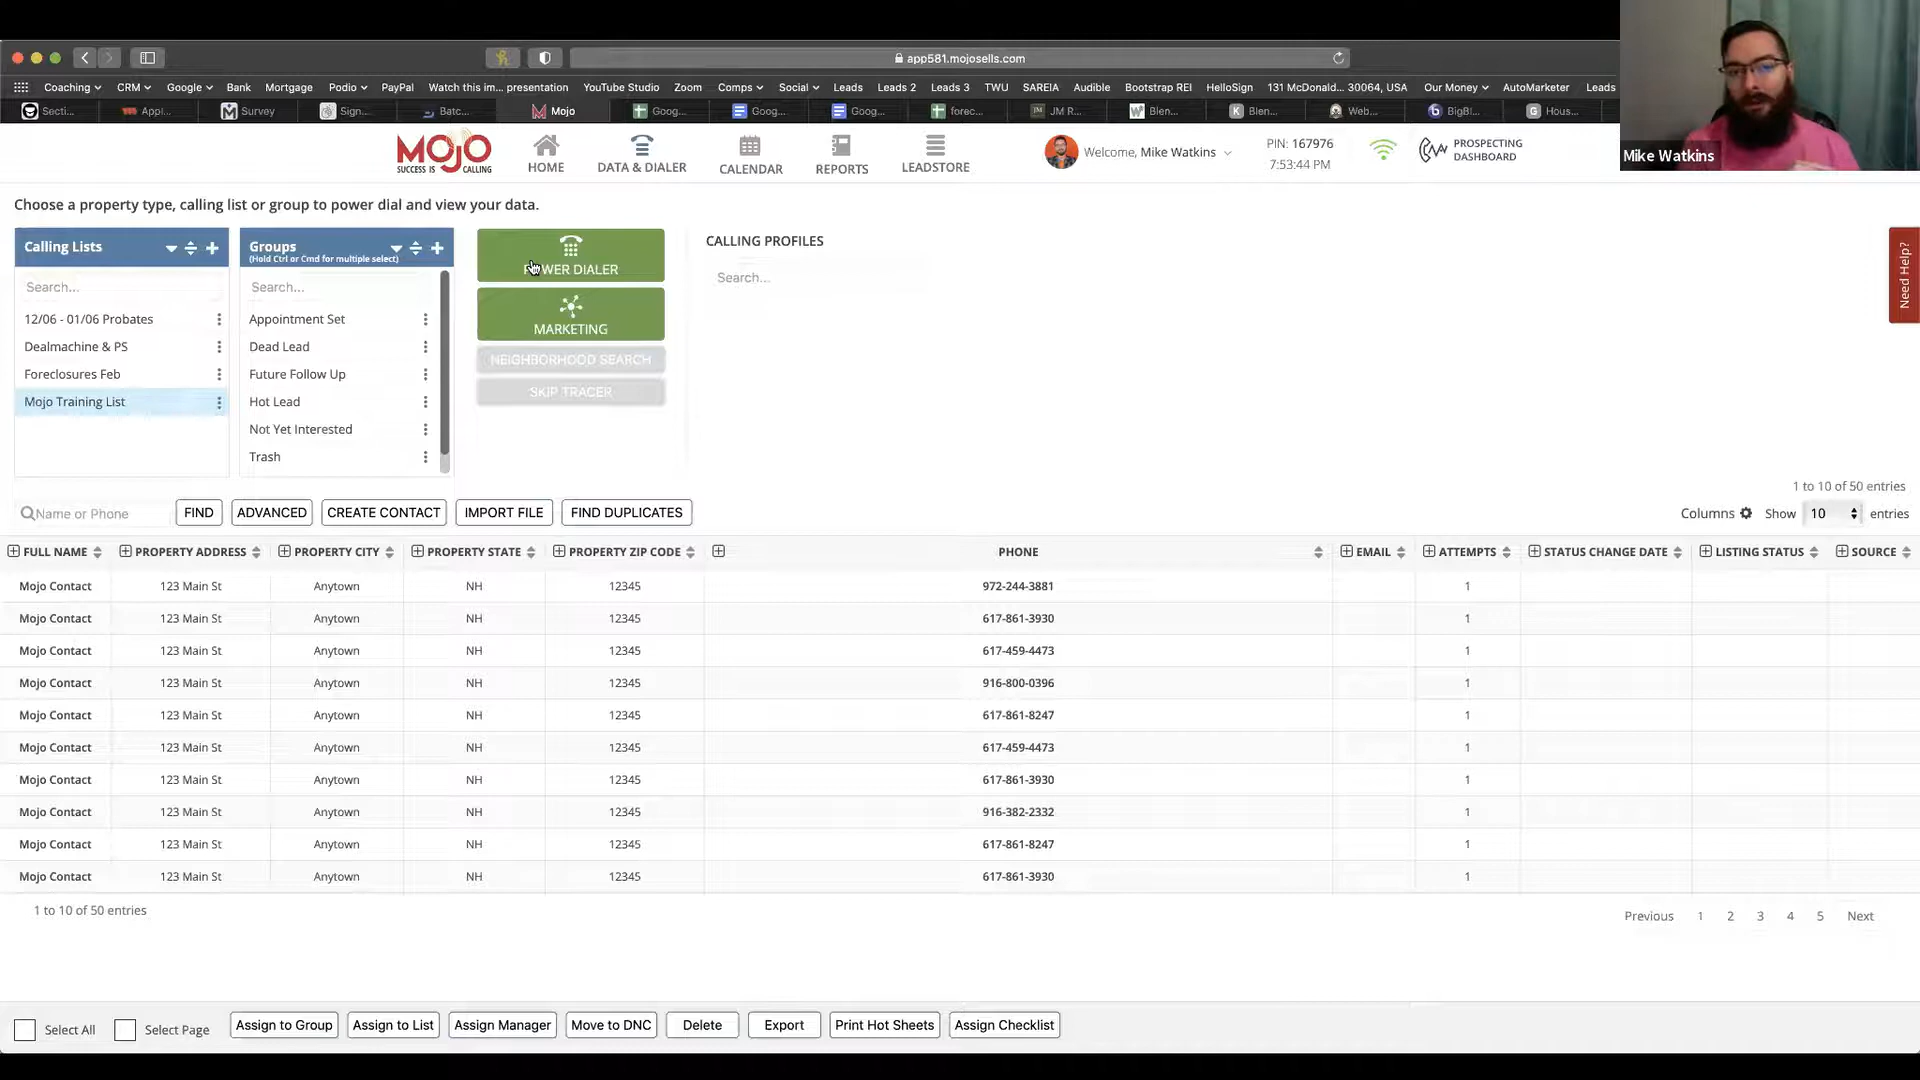 app581.mojosells.com
Coaching CRM Google Bank Mortgage Podio PayPal Watch this im... presentation YouTube Studio Zoom Comps Social Leads Leads 2 Leads 3 TWU SAREIA Audible Bootstrap REI HelloSign 131 McDonald... 30064, USA Our Money AutoMarketer Leads
Secti... Appl... Survey Sign... Batc... Mojo Goog... Goog... Goog... forec... JM R... Blen... Blen... Web... BigBl... Hous...
Mike Watkins
MOJO
SUCCESS IS CALLING
HOME DATA & DIALER CALENDAR REPORTS LEADSTORE
Welcome, Mike Watkins
PIN: 167976
7:53:44 PM
PROSPECTING
DASHBOARD
Choose a property type, calling list or group to power dial and view your data.
Calling Lists
Search...
12/06 - 01/06 Probates
Dealmachine & PS
Foreclosures Feb
Mojo Training List
Groups
(Hold Ctrl or Cmd for multiple select)
Search...
Appointment Set
Dead Lead
Future Follow Up
Hot Lead
Not Yet Interested
Trash
POWER DIALER
MARKETING
NEIGHBORHOOD SEARCH
SKIP TRACER
CALLING PROFILES
Search...
Need Help?
1 to 10 of 50 entries
Name or Phone FIND ADVANCED CREATE CONTACT IMPORT FILE FIND DUPLICATES Columns Show 10 entries
FULL NAME PROPERTY ADDRESS PROPERTY CITY PROPERTY STATE PROPERTY ZIP CODE PHONE EMAIL ATTEMPTS STATUS CHANGE DATE LISTING STATUS SOURCE
Mojo Contact 123 Main St Anytown NH 12345 972-244-3881 1
Mojo Contact 123 Main St Anytown NH 12345 617-861-3930 1
Mojo Contact 123 Main St Anytown NH 12345 617-459-4473 1
Mojo Contact 123 Main St Anytown NH 12345 916-800-0396 1
Mojo Contact 123 Main St Anytown NH 12345 617-861-8247 1
Mojo Contact 123 Main St Anytown NH 12345 617-459-4473 1
Mojo Contact 123 Main St Anytown NH 12345 617-861-3930 1
Mojo Contact 123 Main St Anytown NH 12345 916-382-2332 1
Mojo Contact 123 Main St Anytown NH 12345 617-861-8247 1
Mojo Contact 123 Main St Anytown NH 12345 617-861-3930 1
1 to 10 of 50 entries
Previous 1 2 3 4 5 Next
Select All Select Page Assign to Group Assign to List Assign Manager Move to DNC Delete Export Print Hot Sheets Assign Checklist